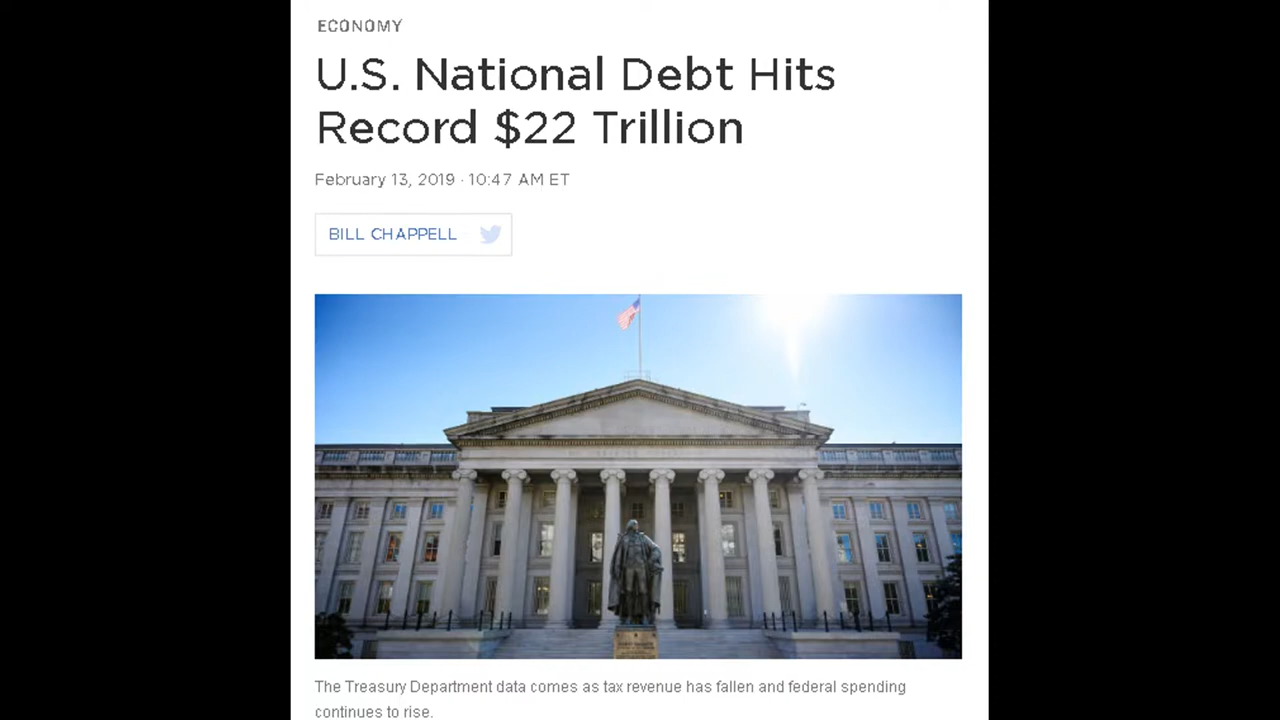 ECONOMY
U.S. National Debt Hits
Record $22 Trillion
February 13, 2019 · 10:47 AM ET
BILL CHAPPELL
The Treasury Department data comes as tax revenue has fallen and federal spending
continues to rise.